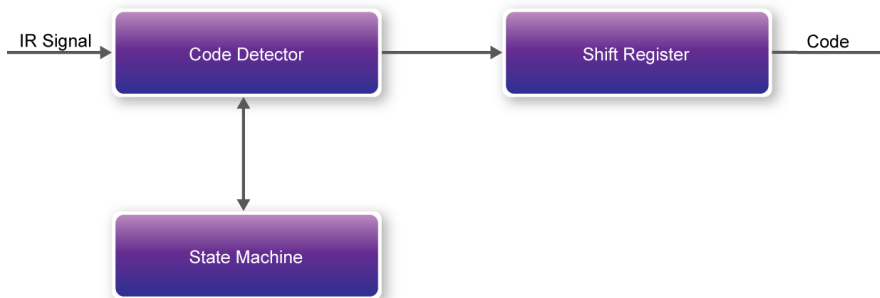 IR Signal
Code Detector
Shift Register
Code
State Machine